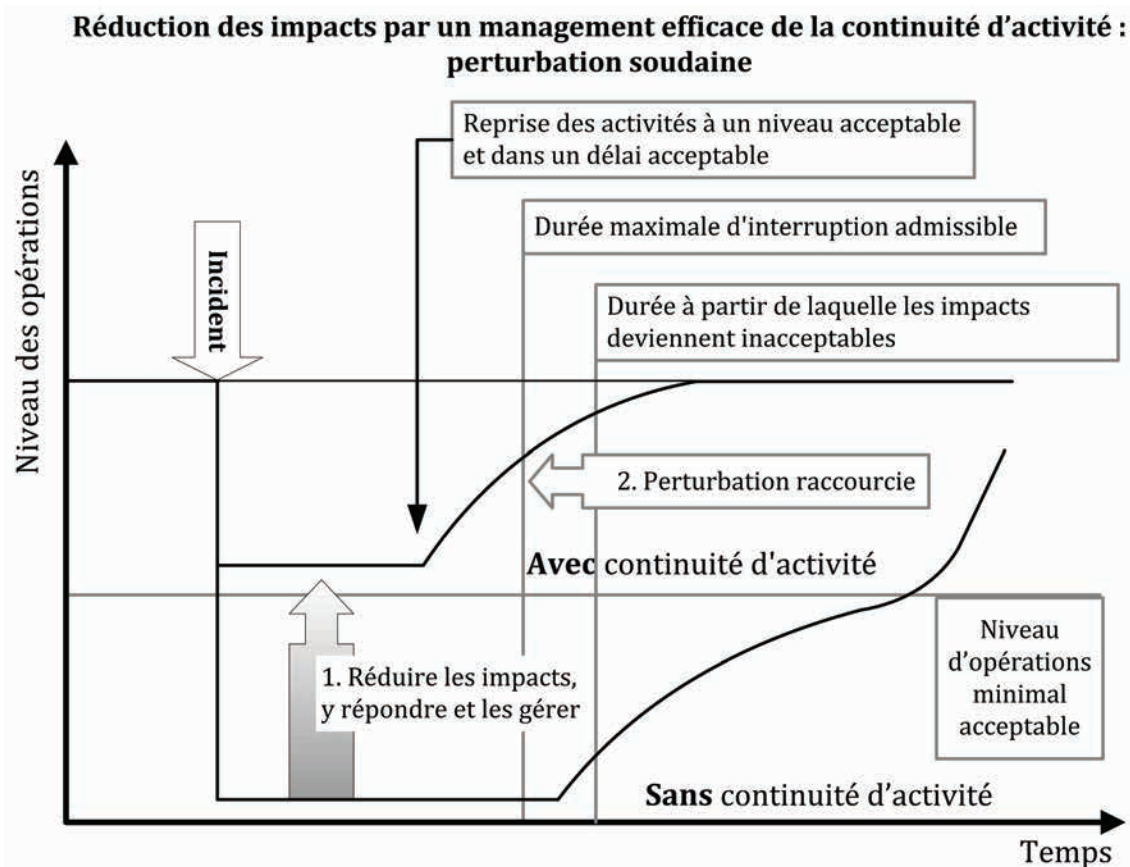 Réduction des impacts par un management efficace de la continuité d’activité :
perturbation soudaine
Reprise des activités à un niveau acceptable
et dans un délai acceptable
Durée maximale d'interruption admissible
Durée à partir de laquelle les impacts
deviennent inacceptables
Niveau des opérations
Incident
2. Perturbation raccourcie
Avec continuité d'activité
1. Réduire les impacts,
y répondre et les gérer
Niveau
d’opérations
minimal
acceptable
Sans continuité d’activité
Temps